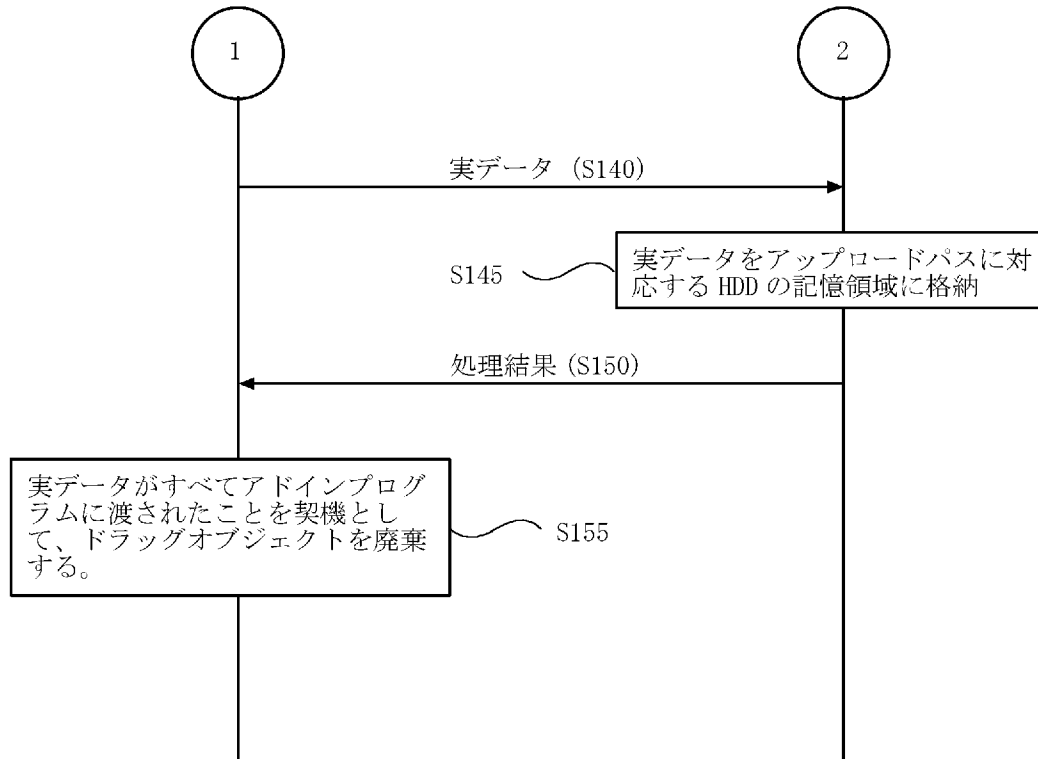 1
2
実データ (S140)
S145
実データをアップロードパスに対
応する HDD の記憶領域に格納
処理結果 (S150)
実データがすべてアドインプログ
ラムに渡されたことを契機とし
て、ドラッグオブジェクトを廃棄
する。
S155